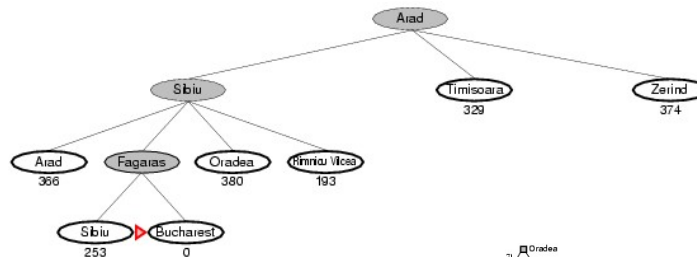 Arad
Sibiu
Timisoara
Zerind
329
374
Arad
Fagaras
Oradea
Rimnicu Vilcea
366
380
193
Sibiu
Bucharest
253
0
Oradea
71